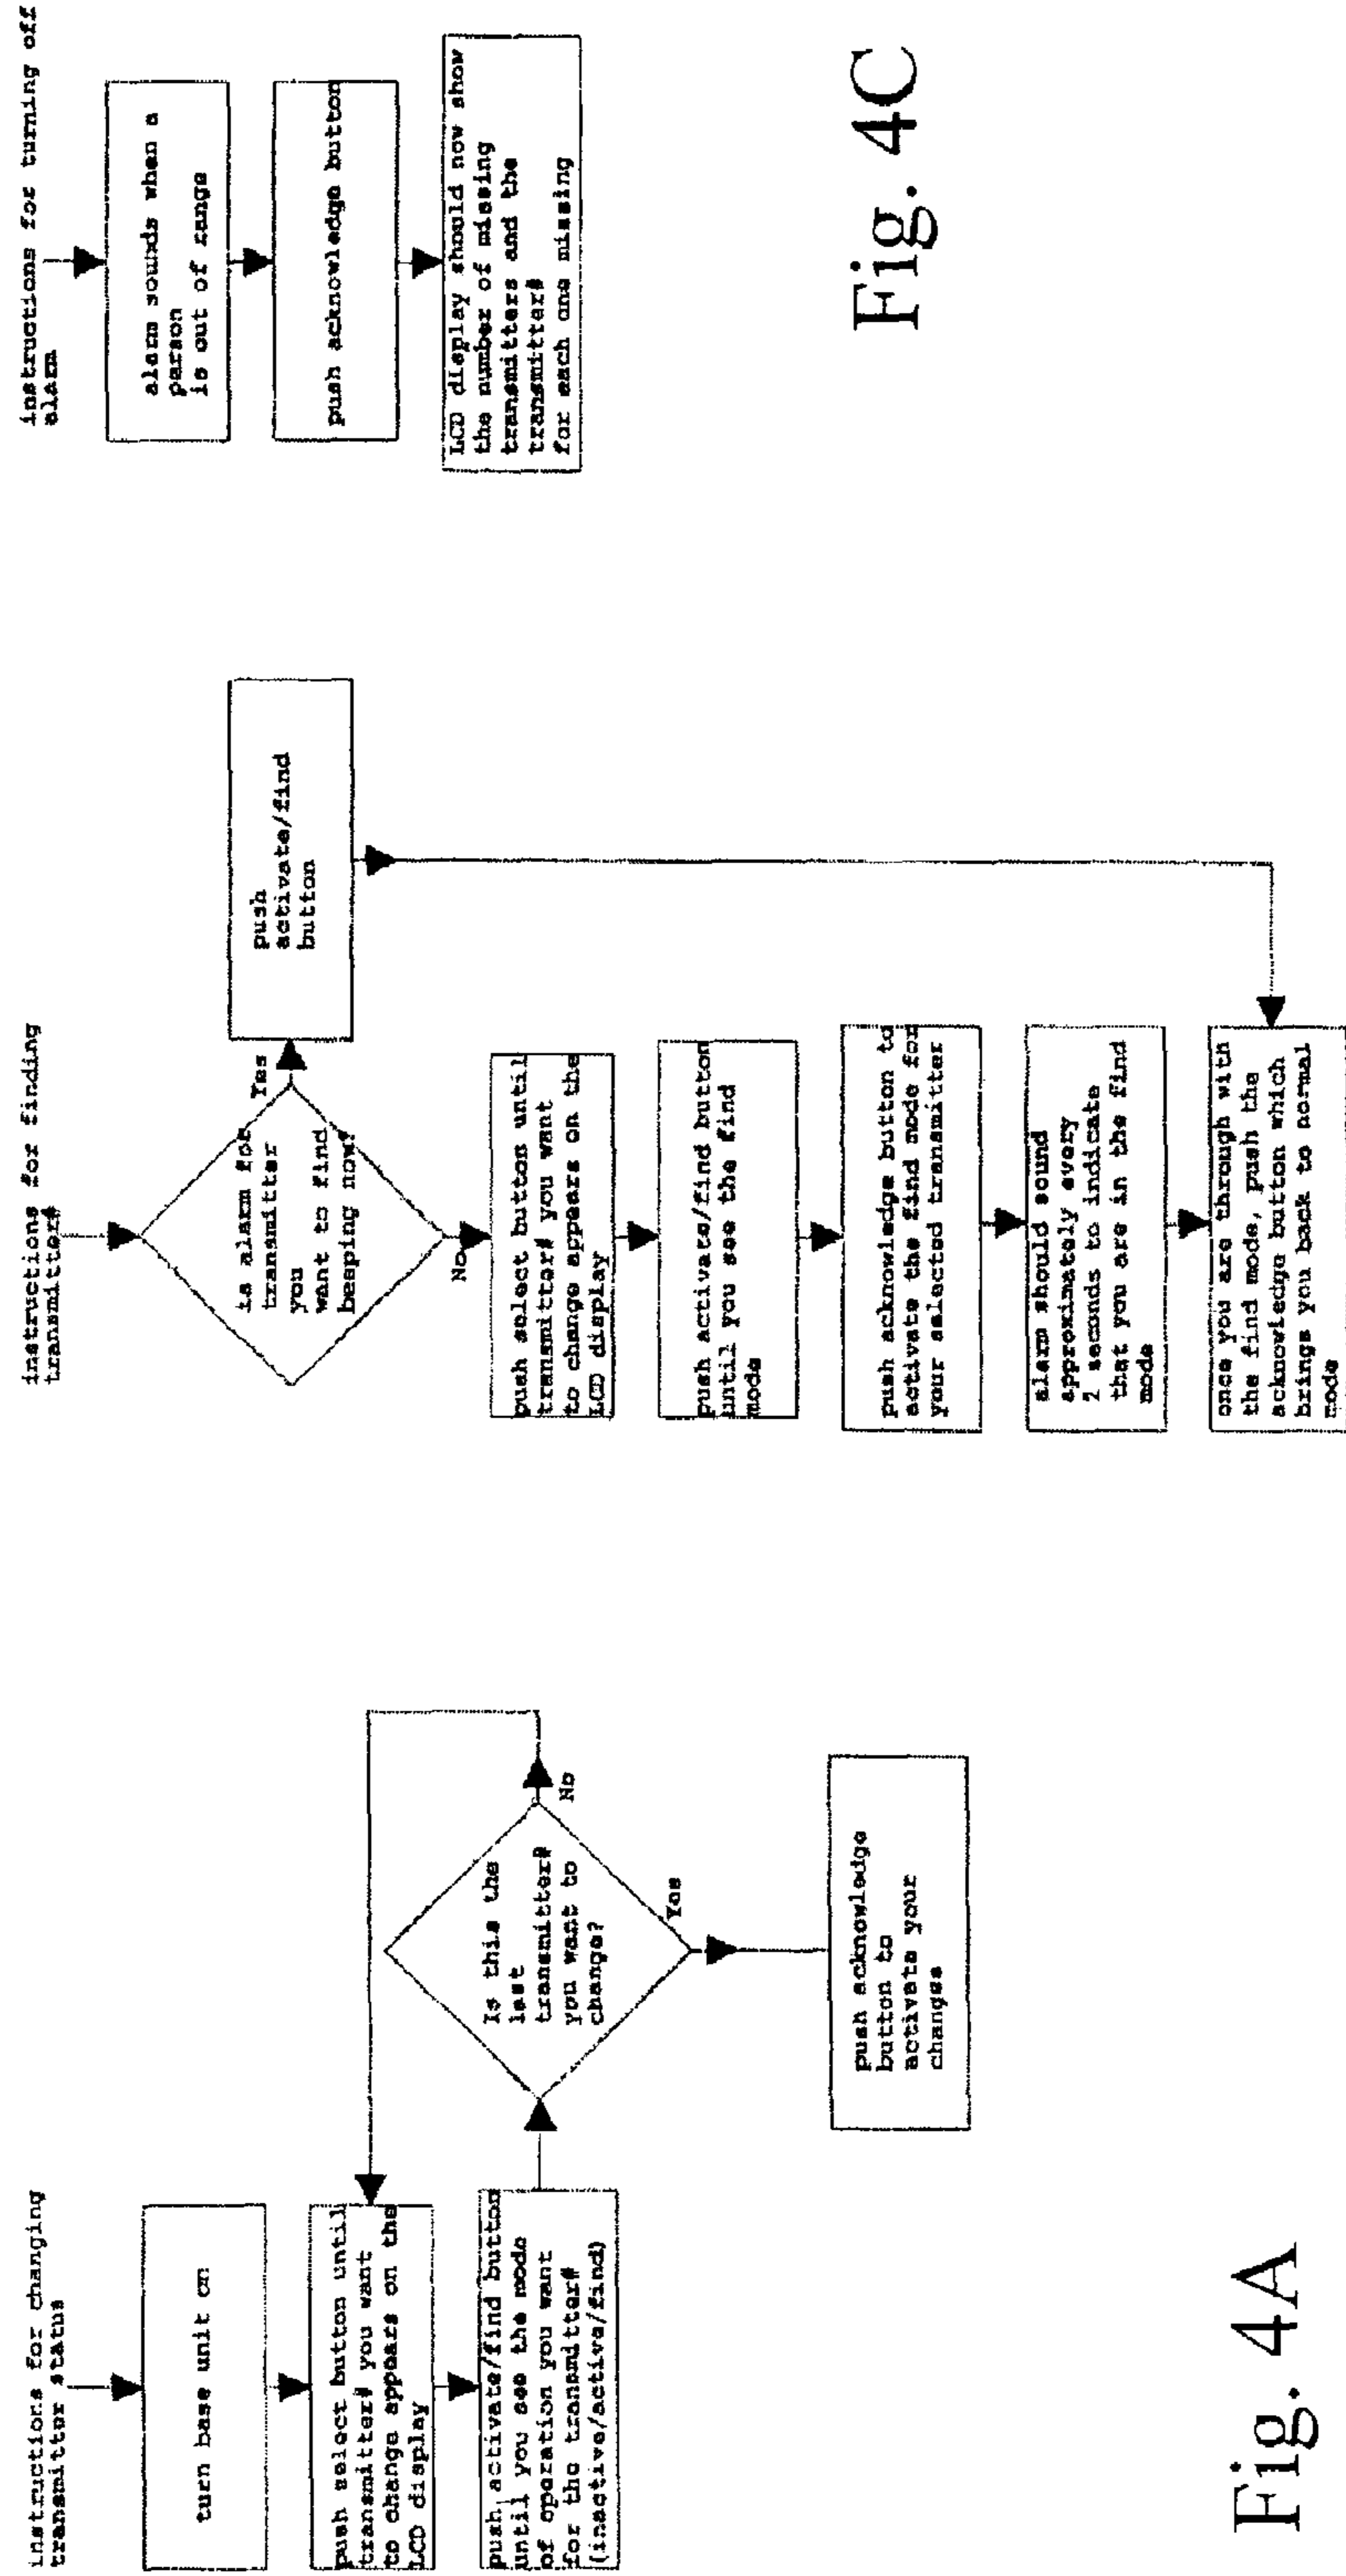 instructions for changing
transmitter status
turn base unit on
push select button until
transmitter# you want
to change appears on the
LCD display
push activate/find button
until you see the mode
of operation you want
for the transmitter#
(inactive/active/find)
Is this the
last
transmitter#
you want to
change?
No
Yes
push acknowledge
button to
activate your
changes
Fig. 4A
instructions for finding
transmitter#
is alarm for
transmitter
you
want to find
beeping now?
Yes
No
push
activate/find
button
push select button until
transmitter# you want
to change appears on the
LCD display
push activate/find button
until you see the find
mode
push acknowledge button to
activate the find mode for
your selected transmitter
alarm should sound
approximately every
2 seconds to indicate
that you are in the find
mode
once you are through with
the find mode, push the
acknowledge button which
brings you back to normal
mode
instructions for turning off
alarm
alarm sounds when a
person
is out of range
push acknowledge button
LCD display should now show
the number of missing
transmitters and the
transmitter#
for each one missing
Fig. 4C